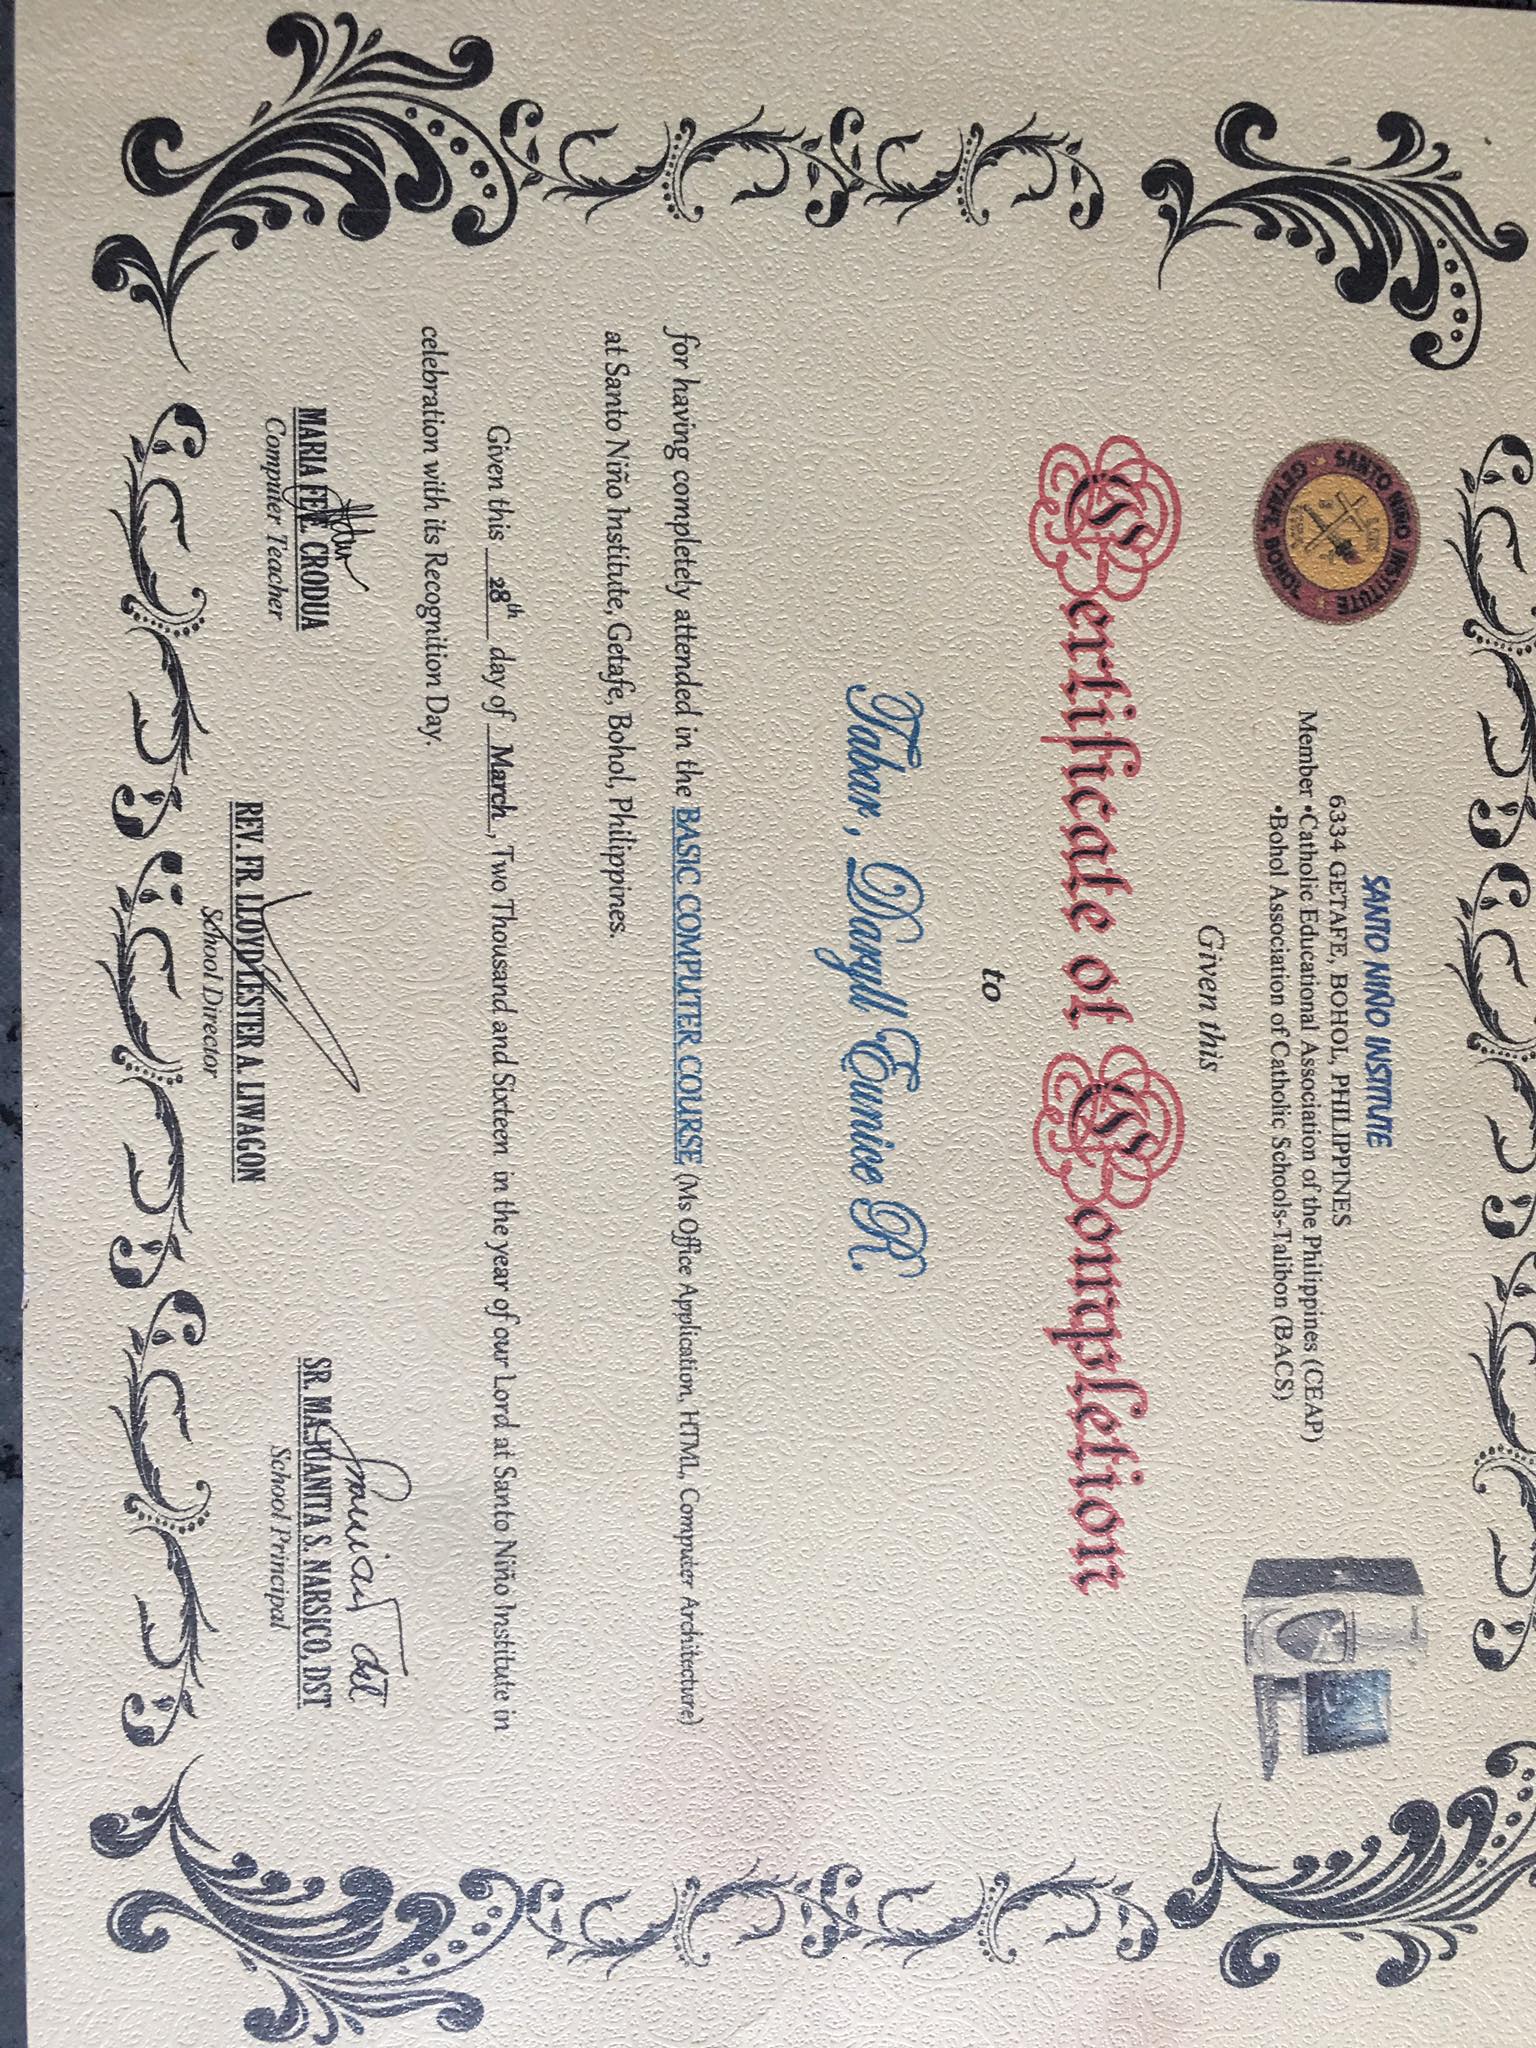 SANTO NIÑO INSTITUTE
GETAFE, BOHOL
SANTO NIÑO INSTITUTE
6334 GETAFE, BOHOL, PHILIPPINES
Member •Catholic Educational Association of the Philippines (CEAP)
•Bohol Association of Catholic Schools-Talibon (BACS)
Given this
Certificate of Completion
to
Tabar, Daryll Eunice R.
for having completely attended in the BASIC COMPUTER COURSE (Ms Office Application, HTML, Computer Architecture)
at Santo Niño Institute, Getafe, Bohol, Philippines.
Given this 28th day of March, Two Thousand and Sixteen in the year of our Lord at Santo Niño Institute in
celebration with its Recognition Day.
MARIA FE E. CRODUA
Computer Teacher
SR. MA. JUANITA S. NARSICO, DST
School Principal
REV. FR. LLOYD LESTER A. LIWAGON
School Director